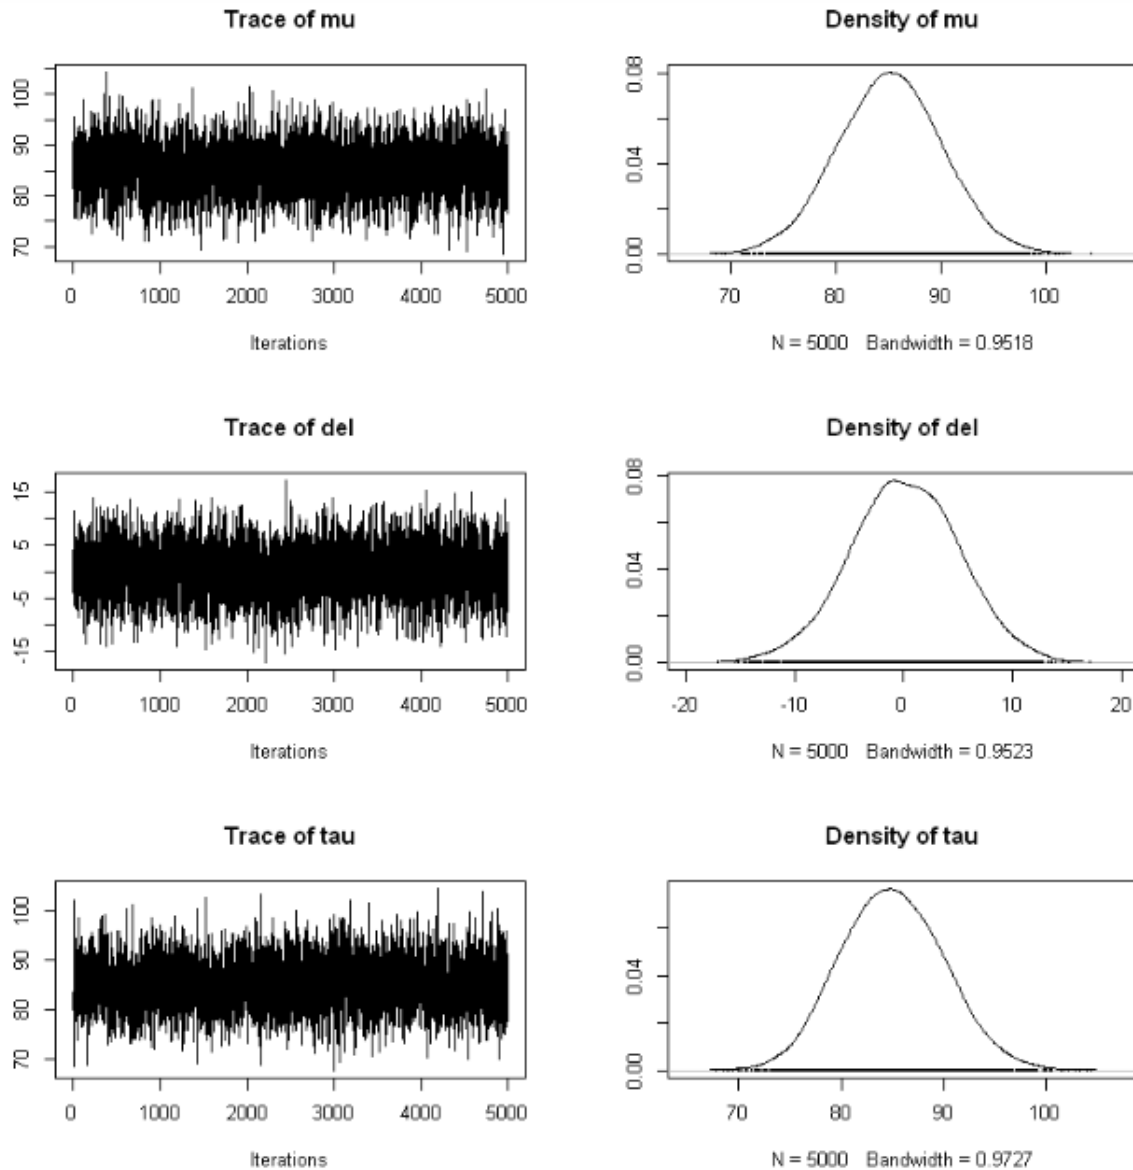 Trace of mu
Density of mu
70 80 90 100
0 1000 2000 3000 4000 5000
Iterations
0.00 0.04 0.08
70 80 90 100
N = 5000 Bandwidth = 0.9518
Trace of del
Density of del
-15 -5 5 15
0 1000 2000 3000 4000 5000
Iterations
0.00 0.04 0.08
-20 -10 0 10 20
N = 5000 Bandwidth = 0.9523
Trace of tau
Density of tau
70 80 90 100
0 1000 2000 3000 4000 5000
Iterations
0.00 0.04
70 80 90 100
N = 5000 Bandwidth = 0.9727